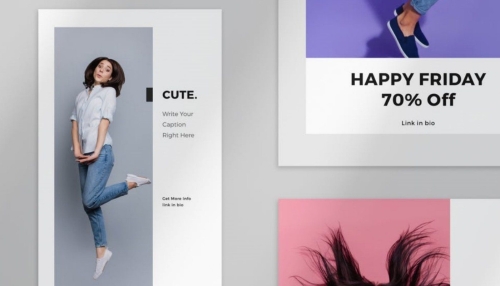 CUTE.
Write Your
Caption
Right Here
Get More Info
link in bio
HAPPY FRIDAY
70% Off
Link in bio